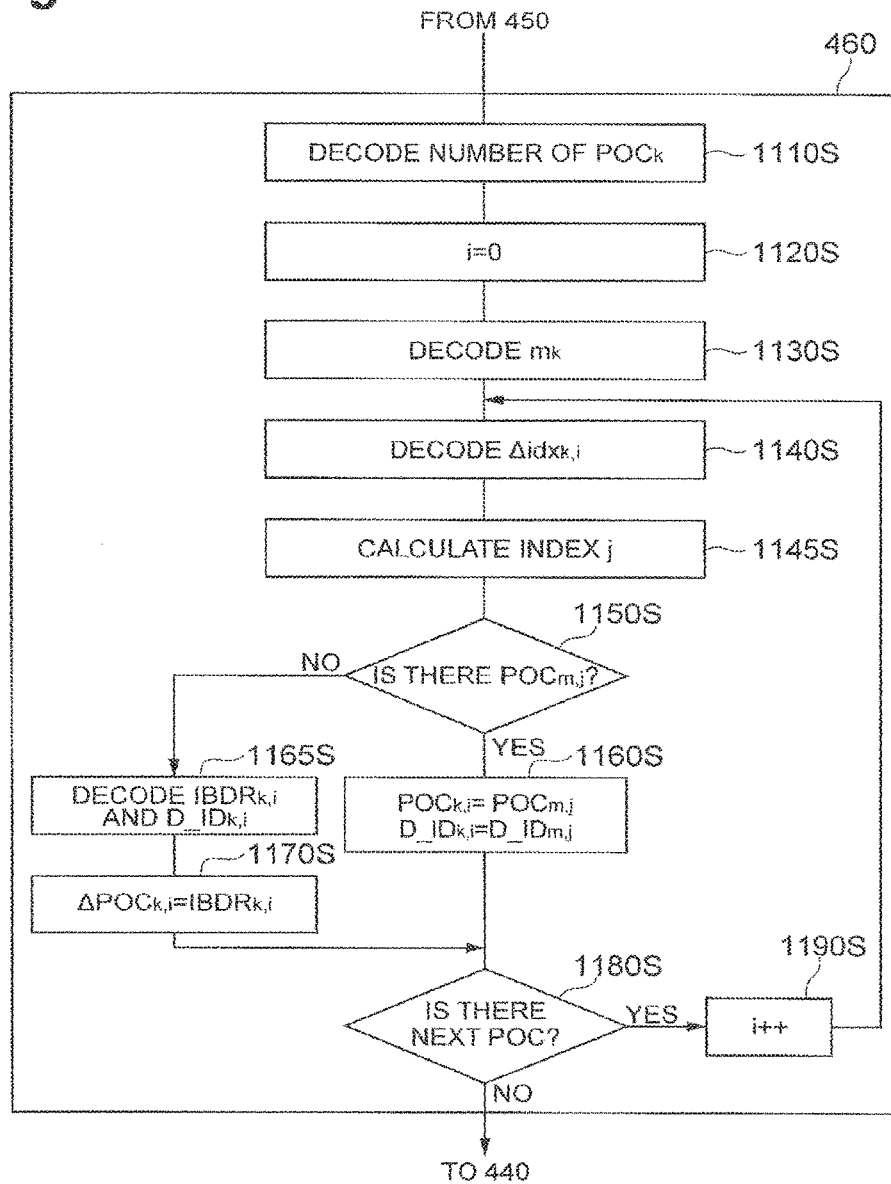 FROM 450
460
DECODE NUMBER OF POCk
1110S
i=0
1120S
DECODE mk
1130S
DECODE Δidxk,i
1140S
CALCULATE INDEX j
1145S
1150S
NO
IS THERE POCm,j?
YES
1165S
1160S
DECODE IBDRk,i
AND D_IDk,i
POCk,i= POCm,j
D_IDk,i=D_IDm,j
1170S
ΔPOCk,i=IBDRk,i
1180S
1190S
IS THERE
NEXT POC?
YES
i++
NO
TO 440